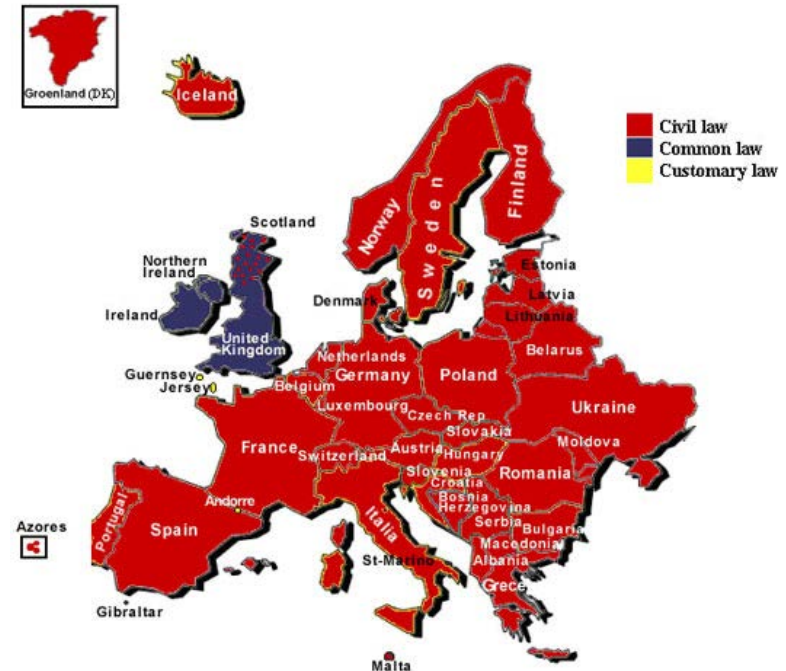 Groenland (DK)
Iceland
Civil law
Common law
Customary law
Norway
Sweden
Finland
Scotland
Northern
Ireland
Ireland
United
Kingdom
Guernsey
Jersey
Denmark
Estonia
Latvia
Lithuania
Belarus
Netherlands
Germany
Poland
Belgium
Luxembourg
Czech Rep
Slovakia
Ukraine
Moldova
France
Switzerland
Austria
Hungary
Slovenia
Croatia
Romania
Bosnia
Herzegovina
Serbia
Bulgaria
Macedonia
Albania
Grece
Andorre
Italia
St-Marino
Portugal
Spain
Azores
Gibraltar
Malta